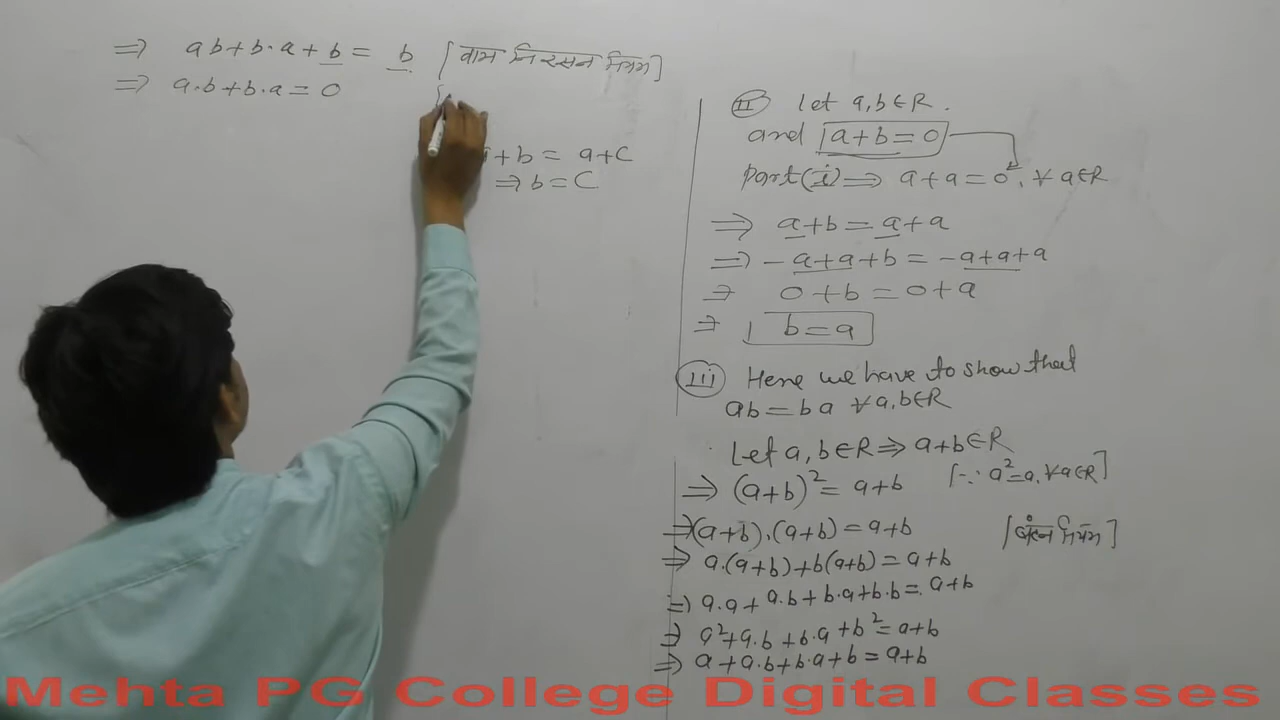 ⇒ ab+b·a+b = b [वाम निरसन नियम]
⇒ a·b+b·a=0
+b = a+C
⇒ b=C
(ii) Let a,b∈R.
and a+b=0
Part(i)⇒ a+a=0, ∀ a∈R
⇒ a+b=a+a
⇒ -a+a+b=-a+a+a
⇒ 0+b=0+a
⇒ b=a
(iii) Here we have to show that
ab=ba ∀a,b∈R
Let a,b∈R⇒a+b∈R
⇒ (a+b)²=a+b [∵ a²=a, ∀a∈R]
⇒(a+b).(a+b)=a+b [बंटन नियम]
⇒ a.(a+b)+b(a+b)=a+b
⇒ a.a+a.b+b.a+b.b=a+b
⇒ a²+a.b+b.a+b²=a+b
⇒ a+a.b+b.a+b=a+b
Mehta PG College Digital Classes